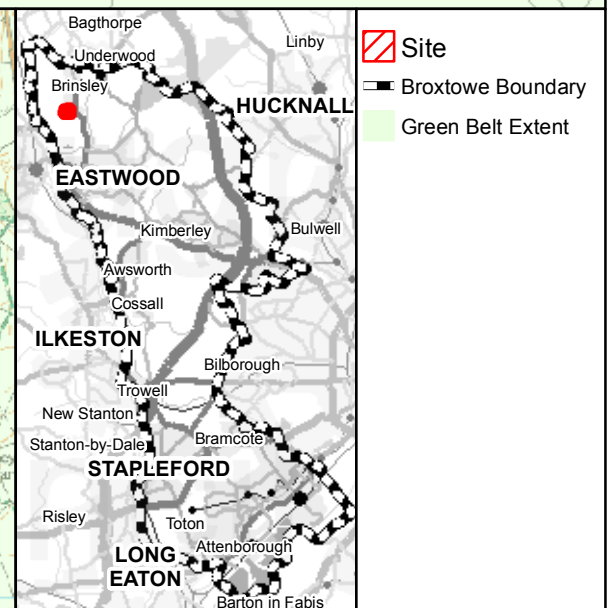 Bagthorpe
Linby
Underwood
Brinsley
HUCKNALL
EASTWOOD
Kimberley
Bulwell
Awsworth
Cossall
ILKESTON
Bilborough
Trowell
New Stanton
Bramcote
Stanton-by-Dale
STAPLEFORD
Risley
Toton
Attenborough
LONG
EATON
Barton in Fabis
Site
Broxtowe Boundary
Green Belt Extent